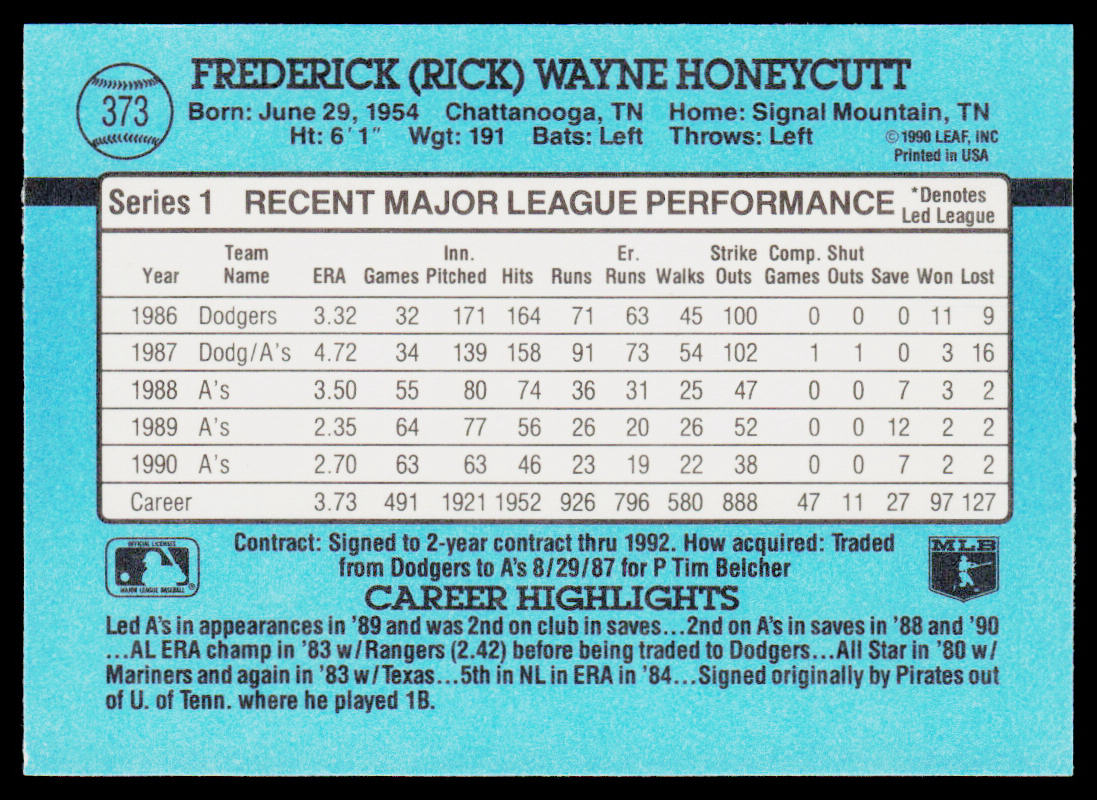 373
FREDERICK (RICK) WAYNE HONEYCUTT
Born: June 29, 1954 Chattanooga, TN Home: Signal Mountain, TN
Ht: 6'1" Wgt: 191 Bats: Left Throws: Left
©1990 LEAF, INC
Printed in USA
Series 1 RECENT MAJOR LEAGUE PERFORMANCE *Denotes Led League
Year Team Name ERA Games Inn. Pitched Hits Runs Er. Runs Walks Strike Outs Comp. Games Shut Outs Save Won Lost
1986 Dodgers 3.32 32 171 164 71 63 45 100 0 0 0 11 9
1987 Dodg/A's 4.72 34 139 158 91 73 54 102 1 1 0 3 16
1988 A's 3.50 55 80 74 36 31 25 47 0 0 7 3 2
1989 A's 2.35 64 77 56 26 20 26 52 0 0 12 2 2
1990 A's 2.70 63 63 46 23 19 22 38 0 0 7 2 2
Career 3.73 491 1921 1952 926 796 580 888 47 11 27 97 127
OFFICIAL LICENSEE
MAJOR LEAGUE BASEBALL
®
Contract: Signed to 2-year contract thru 1992. How acquired: Traded
from Dodgers to A's 8/29/87 for P Tim Belcher
MLB
CAREER HIGHLIGHTS
Led A's in appearances in '89 and was 2nd on club in saves...2nd on A's in saves in '88 and '90
...AL ERA champ in '83 w/Rangers (2.42) before being traded to Dodgers...All Star in '80 w/
Mariners and again in '83 w/Texas...5th in NL in ERA in '84...Signed originally by Pirates out
of U. of Tenn. where he played 1B.